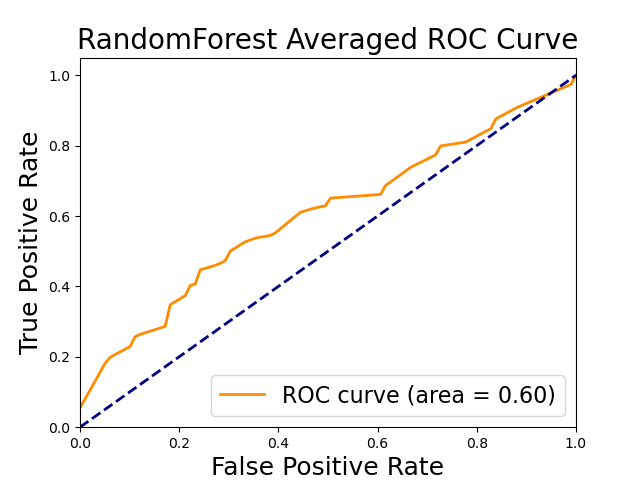 RandomForest Averaged ROC Curve
True Positive Rate
1.0
0.8
0.6
0.4
0.2
0.0
ROC curve (area = 0.60)
0.0 0.2 0.4 0.6 0.8 1.0
False Positive Rate